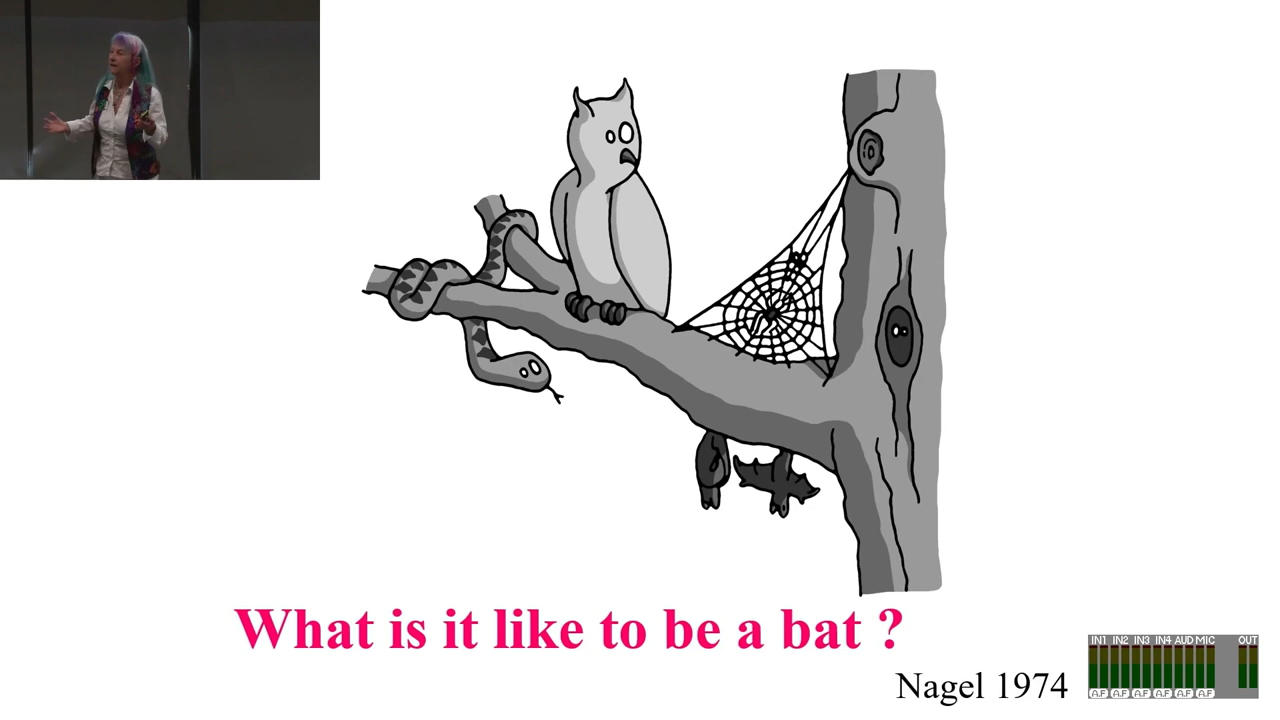 What is it like to be a bat ?
Nagel 1974
IN1 IN2 IN3 IN4 AUD MIC OUT
A.F A.F A.F A.F A.F A.F